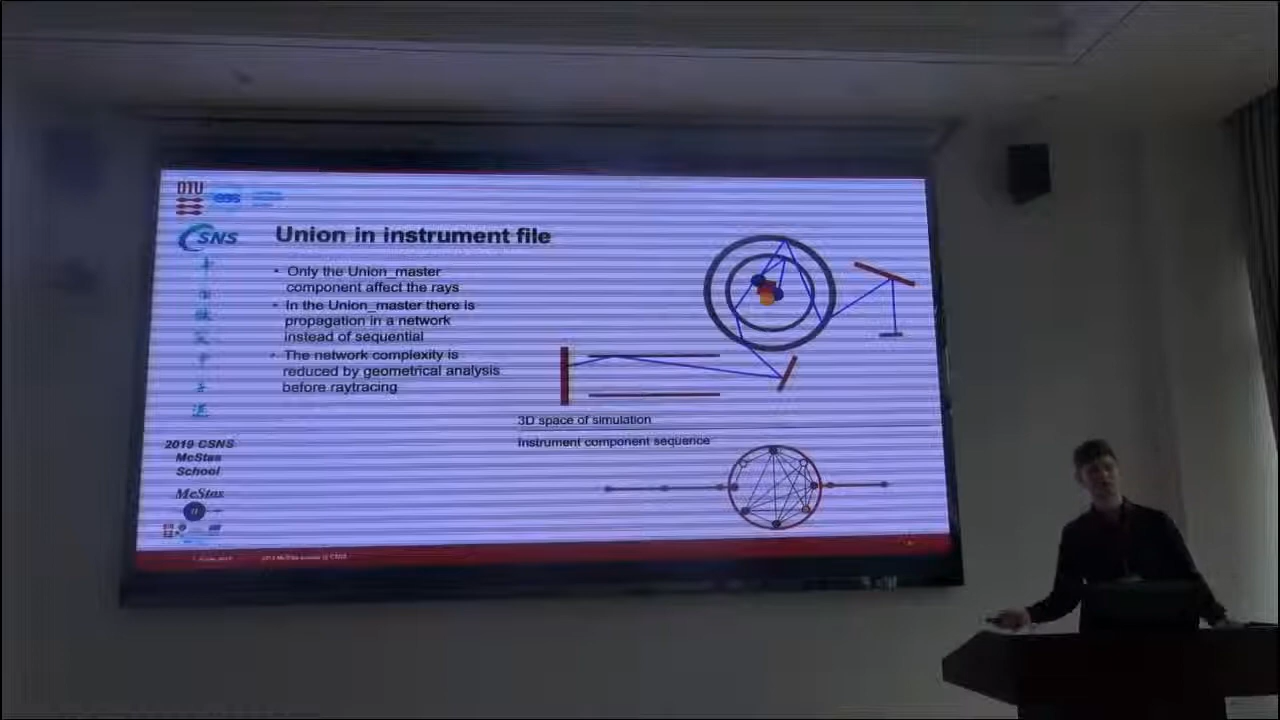 DTU
ess
CSNS
Union in instrument file
• Only the Union_master
component affect the rays
• In the Union_master there is
propagation in a network
instead of sequential
• The network complexity is
reduced by geometrical analysis
before raytracing
3D space of simulation
Instrument component sequence
2019 CSNS
McStas
School
McStas